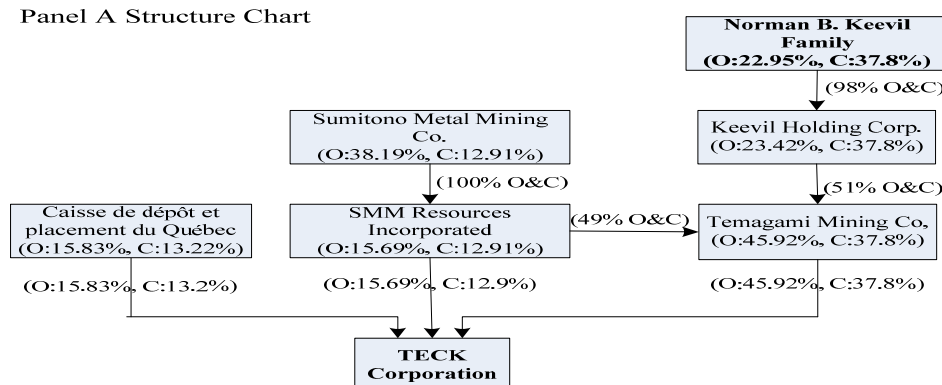 Panel A Structure Chart
Norman B. Keevil
Family
(O:22.95%, C:37.8%)
(98% O&C)
Sumitono Metal Mining
Co.
(O:38.19%, C:12.91%)
Keevil Holding Corp.
(O:23.42%, C:37.8%)
(100% O&C)
(51% O&C)
Caisse de dépôt et
placement du Québec
(O:15.83%, C:13.22%)
SMM Resources
Incorporated
(O:15.69%, C:12.91%)
(49% O&C)
Temagami Mining Co,
(O:45.92%, C:37.8%)
(O:15.83%, C:13.2%)
(O:15.69%, C:12.9%)
(O:45.92%, C:37.8%)
TECK
Corporation